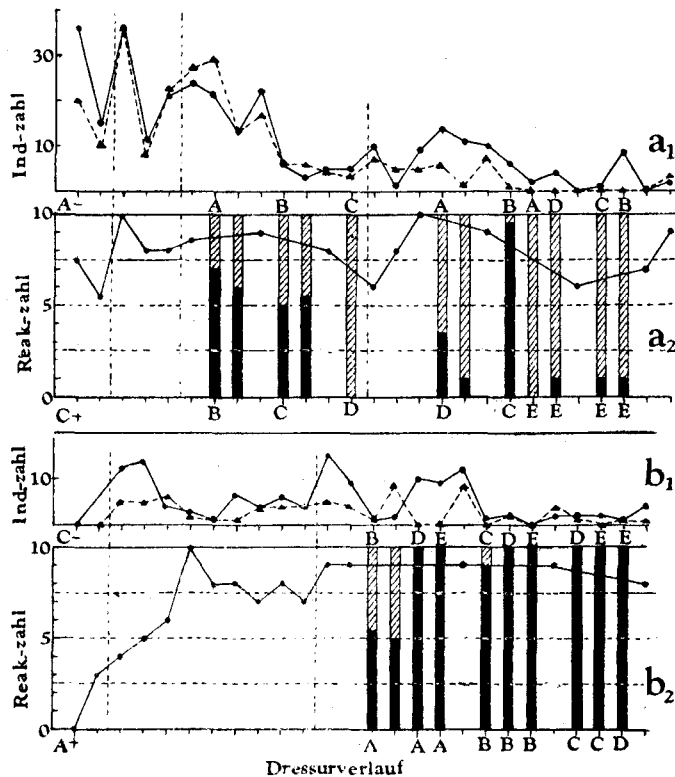 Ind-zahl
30
10
a1
A- A B C A B A D C B
10
5
0
Reak-zahl
a2
C+ B C D D C E E E E
Ind-zahl
10
b1
C- B D E C D E D E E
10
5
0
Reak-zahl
b2
A+ A A A B B B C C D
Dressurverlauf